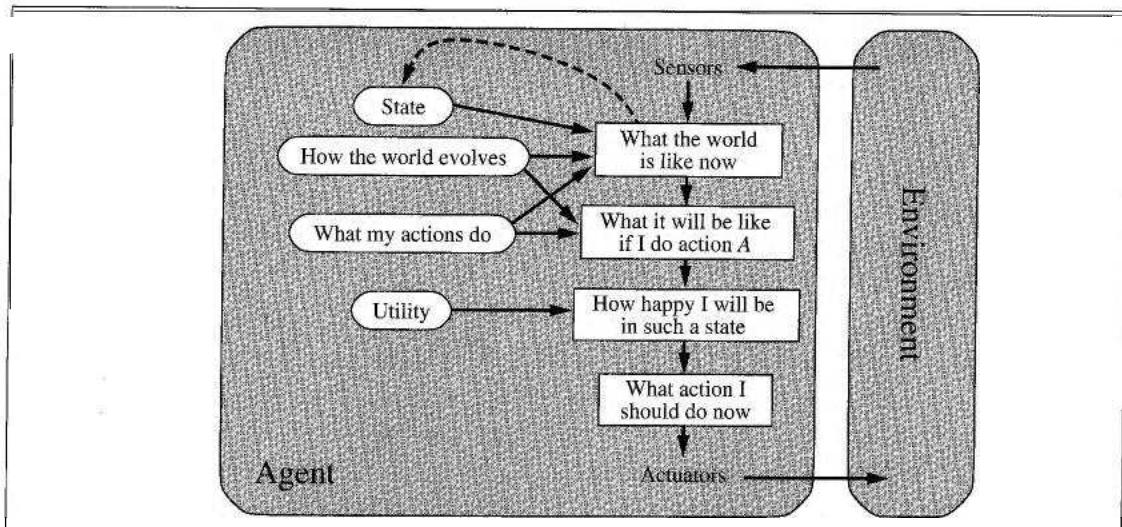 Sensors
State
What the world
is like now
How the world evolves
What it will be like
if I do action A
What my actions do
How happy I will be
in such a state
Utility
What action I
should do now
Agent
Actuators
Environment